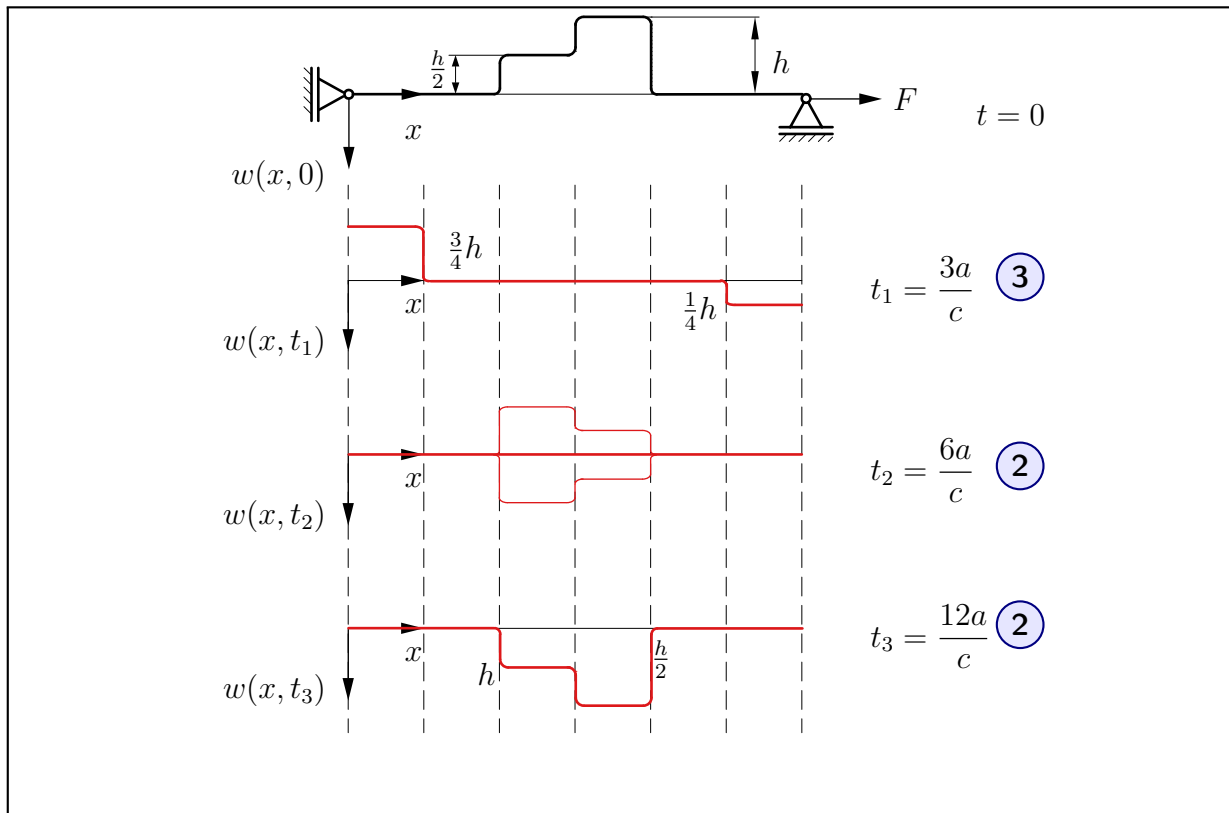 h/2
h
F
x
t = 0
w(x, 0)
3/4 h
t₁ = 3a/c 3
x
1/4 h
w(x, t₁)
t₂ = 6a/c 2
x
w(x, t₂)
t₃ = 12a/c 2
x
h
h/2
w(x, t₃)